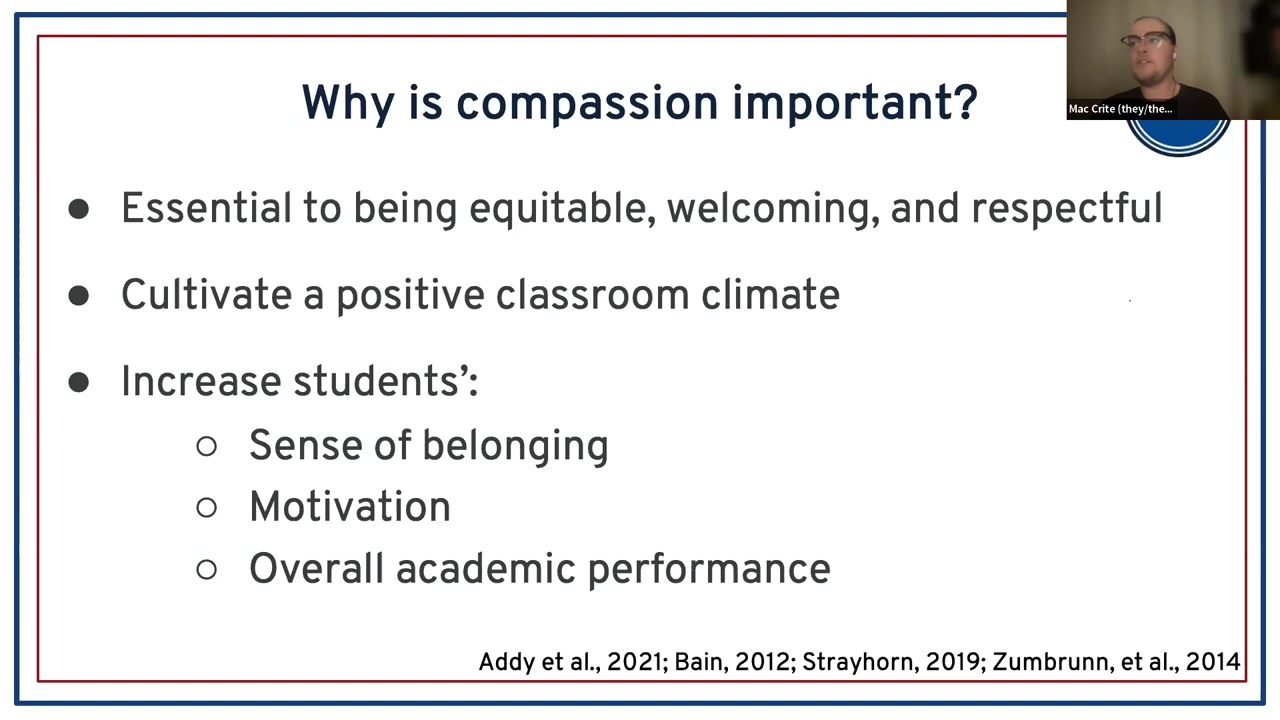 Why is compassion important?
Mac Crite (they/the...
● Essential to being equitable, welcoming, and respectful
● Cultivate a positive classroom climate
● Increase students’:
○ Sense of belonging
○ Motivation
○ Overall academic performance
Addy et al., 2021; Bain, 2012; Strayhorn, 2019; Zumbrunn, et al., 2014